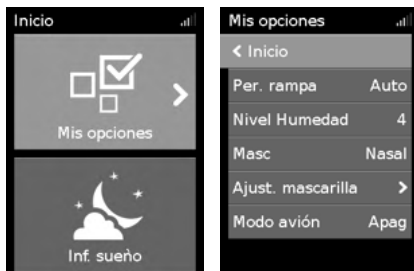 Inicio
Mis opciones
Inf. sueño
Mis opciones
< Inicio
Per. rampa Auto
Nivel Humedad 4
Masc Nasal
Ajust. mascarilla >
Modo avión Apag